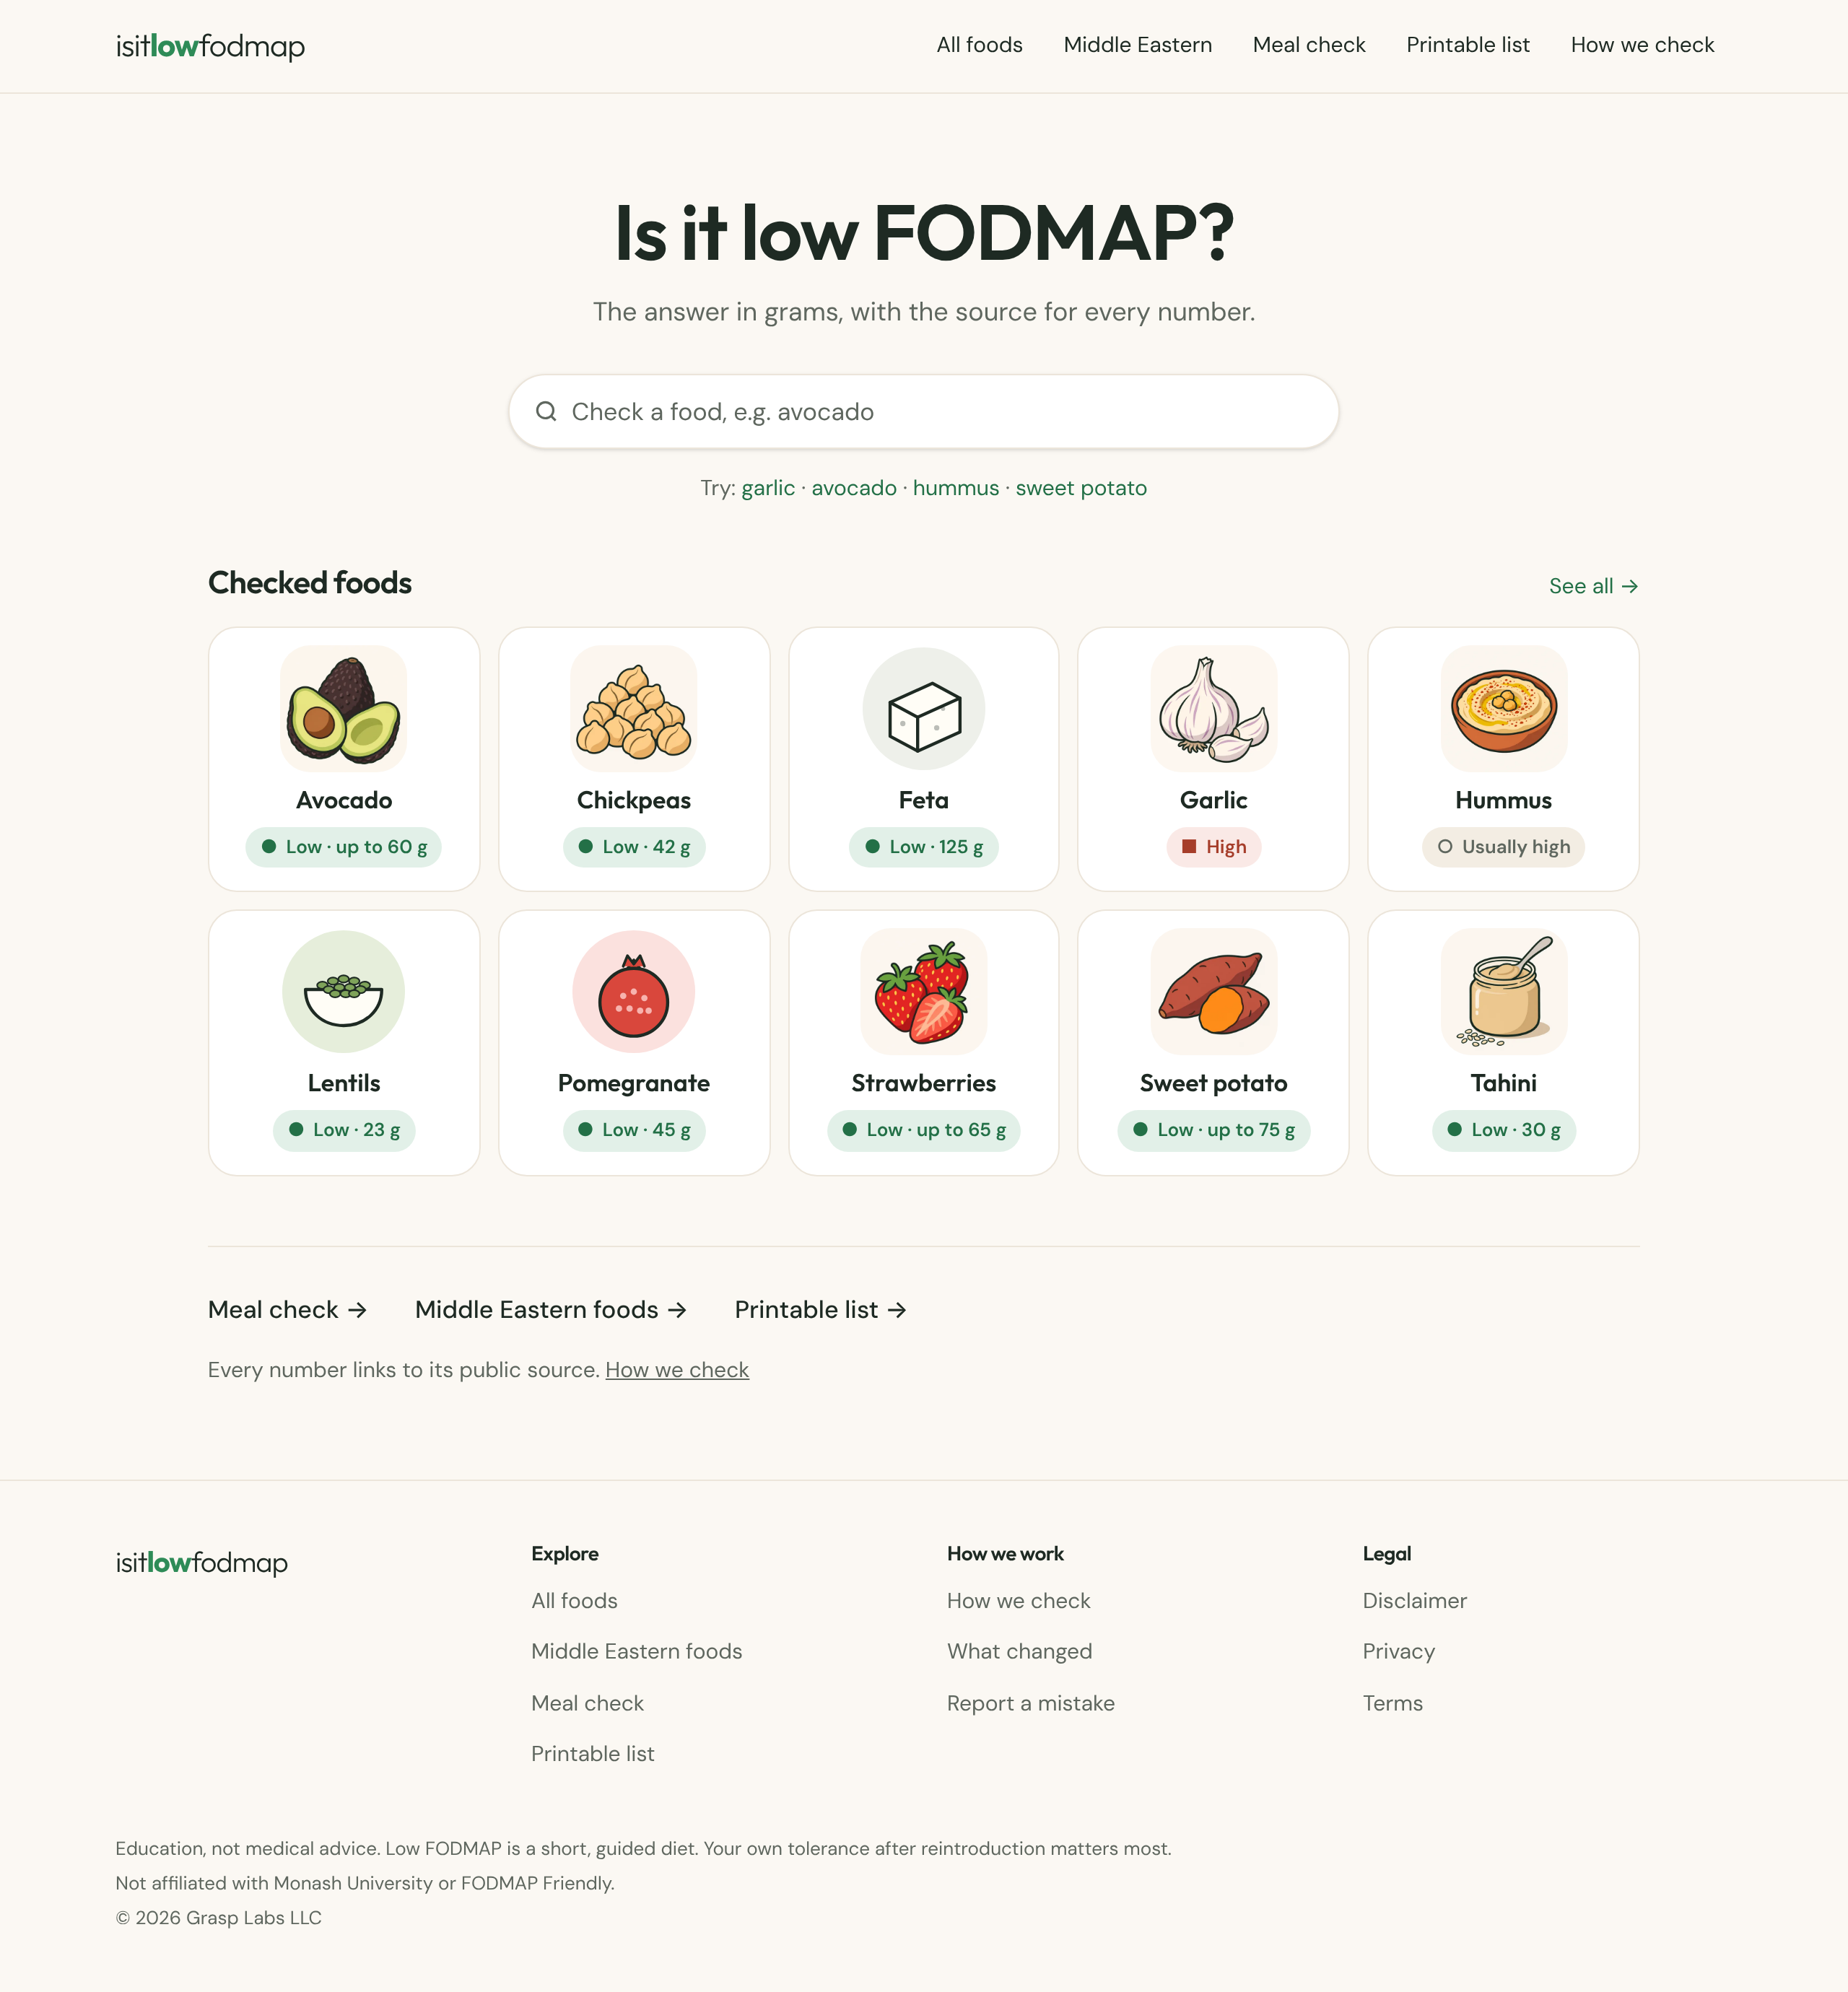 isitlowfodmap
All foods Middle Eastern Meal check Printable list How we check
Is it low FODMAP?
The answer in grams, with the source for every number.
Check a food, e.g. avocado
Try: garlic · avocado · hummus · sweet potato
Checked foods
See all →
Avocado
Low · up to 60 g
Chickpeas
Low · 42 g
Feta
Low · 125 g
Garlic
High
Hummus
Usually high
Lentils
Low · 23 g
Pomegranate
Low · 45 g
Strawberries
Low · up to 65 g
Sweet potato
Low · up to 75 g
Tahini
Low · 30 g
Meal check → Middle Eastern foods → Printable list →
Every number links to its public source. How we check
isitlowfodmap
Explore
All foods
Middle Eastern foods
Meal check
Printable list
How we work
How we check
What changed
Report a mistake
Legal
Disclaimer
Privacy
Terms
Education, not medical advice. Low FODMAP is a short, guided diet. Your own tolerance after reintroduction matters most.
Not affiliated with Monash University or FODMAP Friendly.
© 2026 Grasp Labs LLC